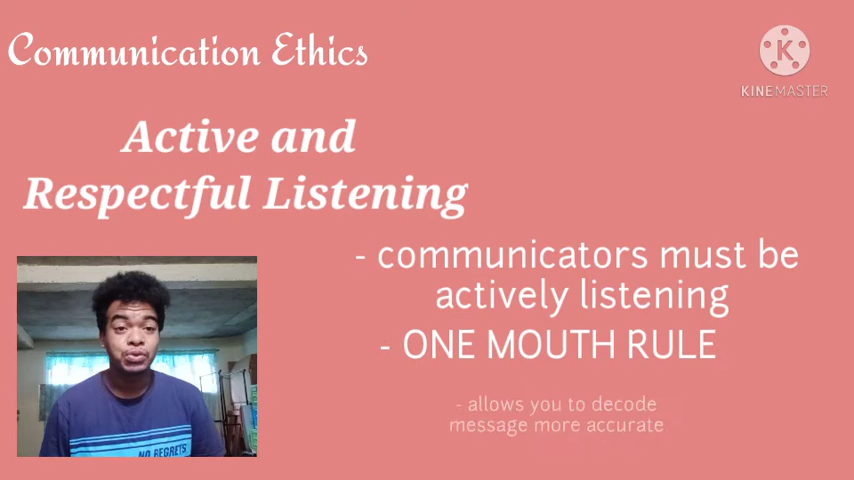 Communication Ethics
KINEMASTER
Active and
Respectful Listening
- communicators must be
actively listening
- ONE MOUTH RULE
- allows you to decode
message more accurate
NO REGRETS